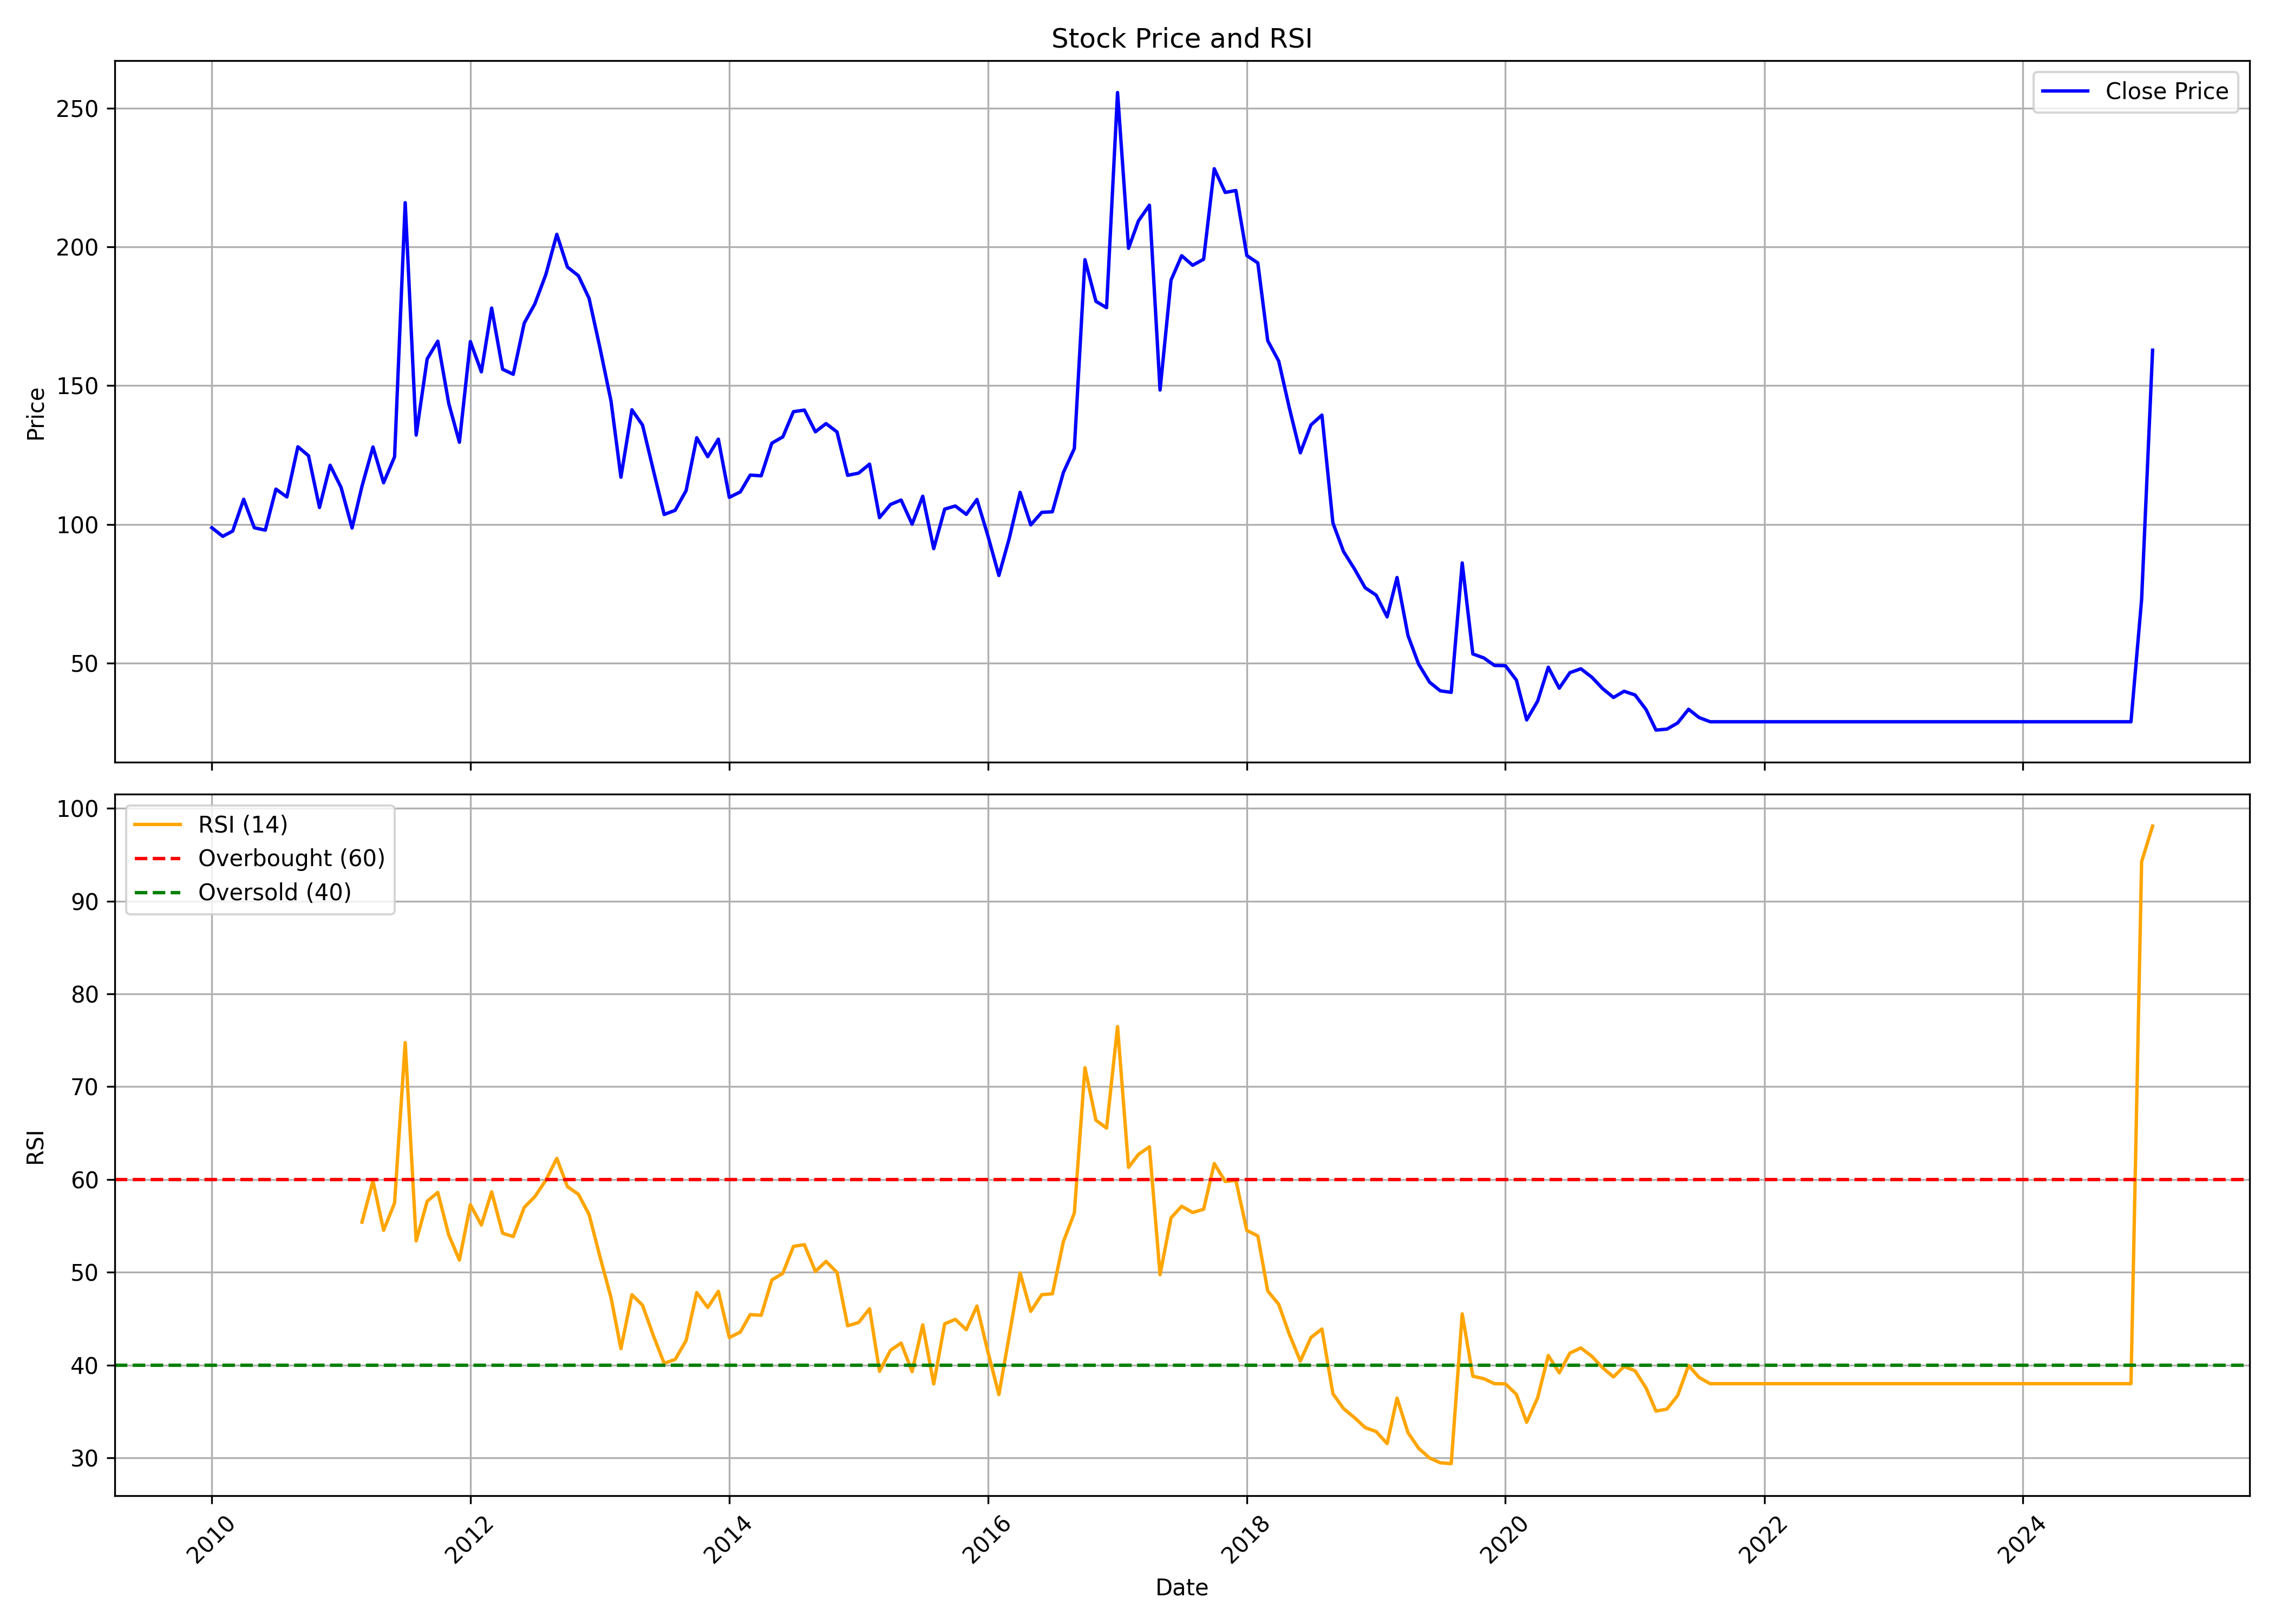 Stock Price and RSI
Close Price
Price
250
200
150
100
50
RSI (14)
Overbought (60)
Oversold (40)
RSI
100
90
80
70
60
50
40
30
2010
2012
2014
2016
2018
2020
2022
2024
Date